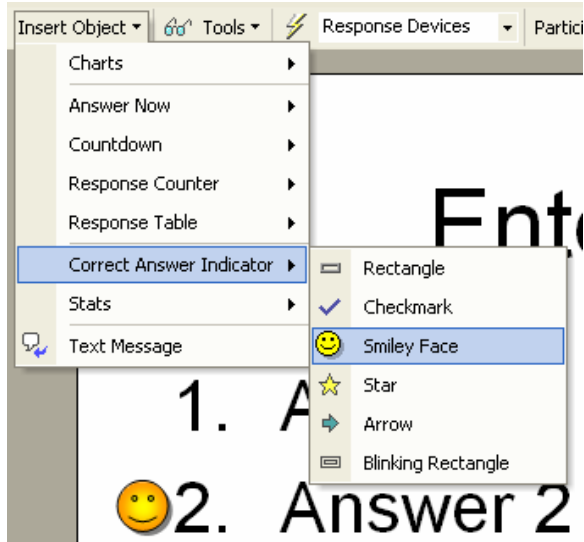 Insert Object Tools Response Devices Partici
Charts
Answer Now
Countdown
Response Counter
Response Table
Correct Answer Indicator
Stats
Text Message
Rectangle
Checkmark
Smiley Face
Star
Arrow
Blinking Rectangle
Ente
1. A
2. Answer 2